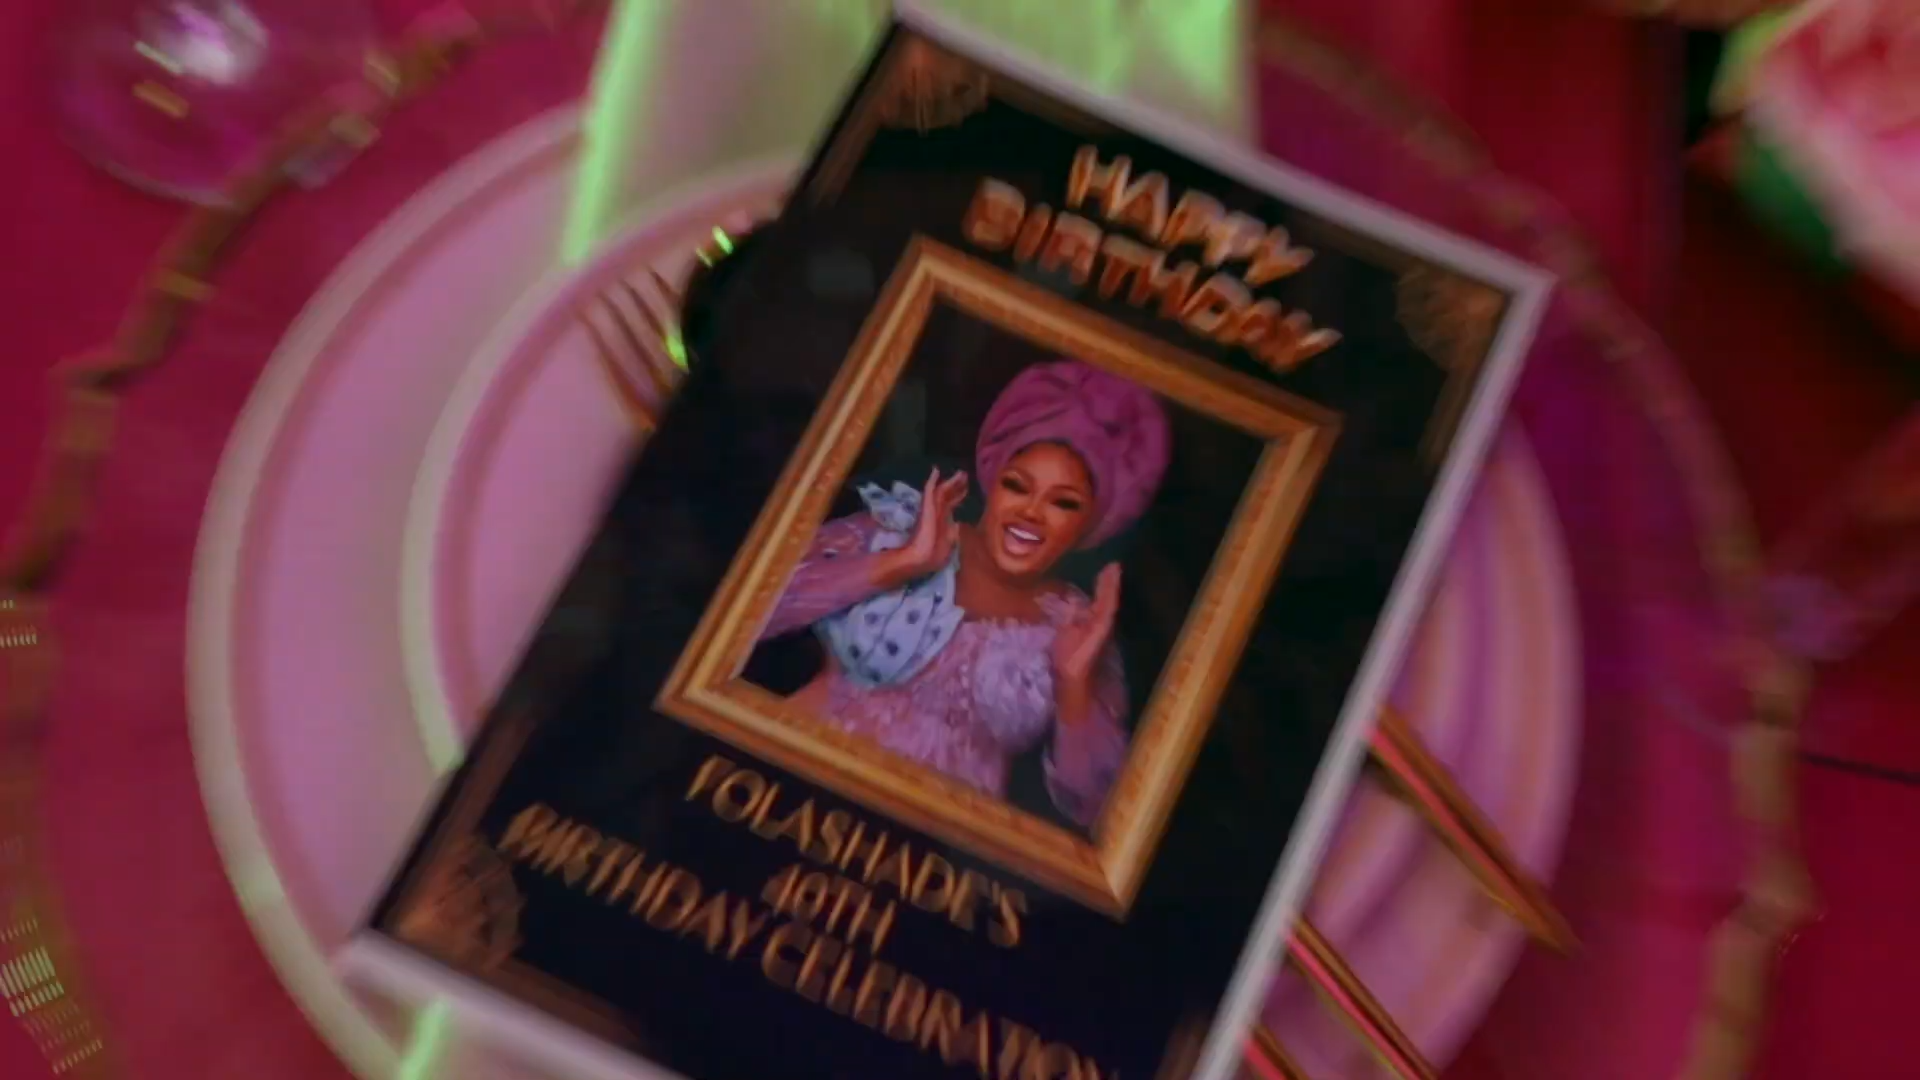 HAPPY
BIRTHDAY
FOLASHADE'S
40TH
BIRTHDAY CELEBRATION